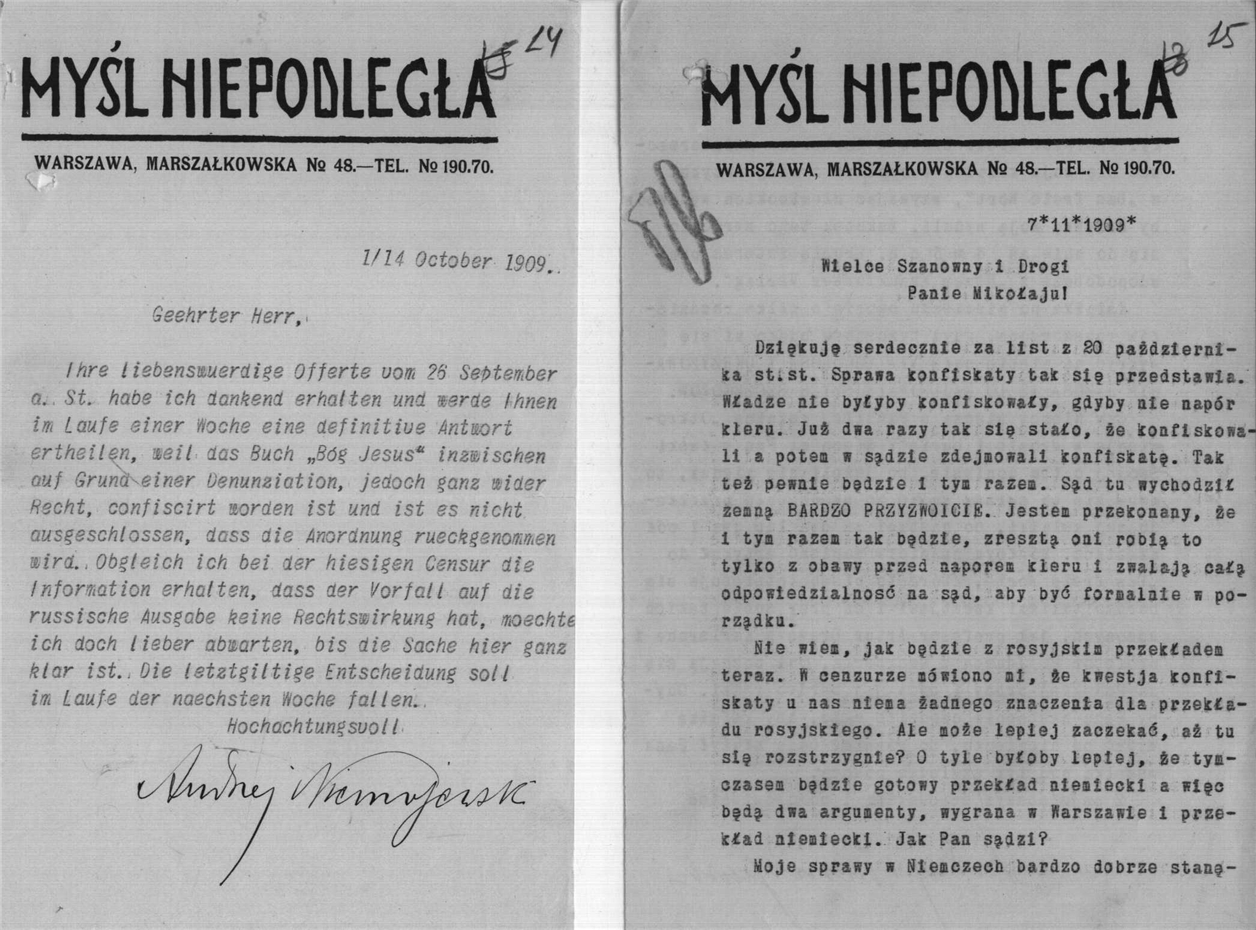 14
MYŚL NIEPODLEGŁA
WARSZAWA, MARSZAŁKOWSKA № 48.—TEL. № 190.70.
1/14 October 1909..
Geehrter Herr,
Ihre liebenswuerdige Offerte vom 26 September
a. St. habe ich dankend erhalten und werde Ihnen
im Laufe einer Woche eine definitive Antwort
ertheilen, weil das Buch „Bóg Jesus“ inzwischen
auf Grund einer Denunziation, jedoch ganz wider
Recht, confiscirt worden ist und ist es nicht
ausgeschlossen, dass die Anordnung rueckgenommen
wird.. Obgleich ich bei der hiesigen Censur die
Information erhalten, dass der Vorfall auf die
russische Ausgabe keine Rechtswirkung hat, moechte
ich doch lieber abwarten, bis die Sache hier ganz
klar ist.. Die letztgiltige Entscheidung soll
im Laufe der naechsten Woche fallen..
Hochachtungsvoll
Andrzej Niemojewski
15
MYŚL NIEPODLEGŁA
WARSZAWA, MARSZAŁKOWSKA № 48.—TEL. № 190.70.
7*11*1909*
Wielce Szanowny i Drogi
Panie Mikołaju!
Dziękuję serdecznie za list z 20 październi-
ka st.st. Sprawa konfiskaty tak się przedstawia.
Władze nie byłyby konfiskowały, gdyby nie napór
kleru. Już dwa razy tak się stało, że konfiskowa-
li a potem w sądzie zdejmowali konfiskatę. Tak
też pewnie będzie i tym razem. Sąd tu wychodził
zemną BARDZO PRZYZWOICIE. Jestem przekonany, że
i tym razem tak będzie, zresztą oni robią to
tylko z obawy przed naporem kleru i zwalają całą
odpowiedzialność na sąd, aby być formalnie w po-
rządku.
Nie wiem, jak będzie z rosyjskim przekładem
teraz. W cenzurze mówiono mi, że kwestja konfi-
skaty u nas niema żadnego znaczenia dla przekła-
du rosyjskiego. Ale może lepiej zaczekać, aż tu
się rozstrzygnie? O tyle byłoby lepiej, że tym-
czasem będzie gotowy przekład niemiecki a więc
będą dwa argumenty, wygrana w Warszawie i prze-
kład niemiecki. Jak Pan sądzi?
Moje sprawy w Niemczech bardzo dobrze staną-